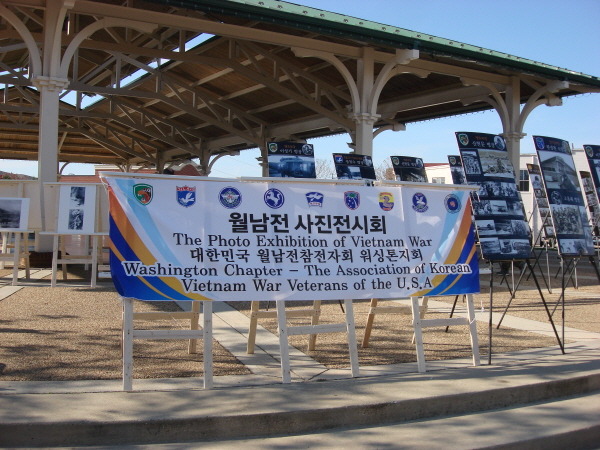 월남전 사진전시회
The Photo Exhibition of Vietnam War
대한민국 월남전참전자회 워싱톤지회
Washington Chapter – The Association of Korean
Vietnam War Veterans of the U.S.A